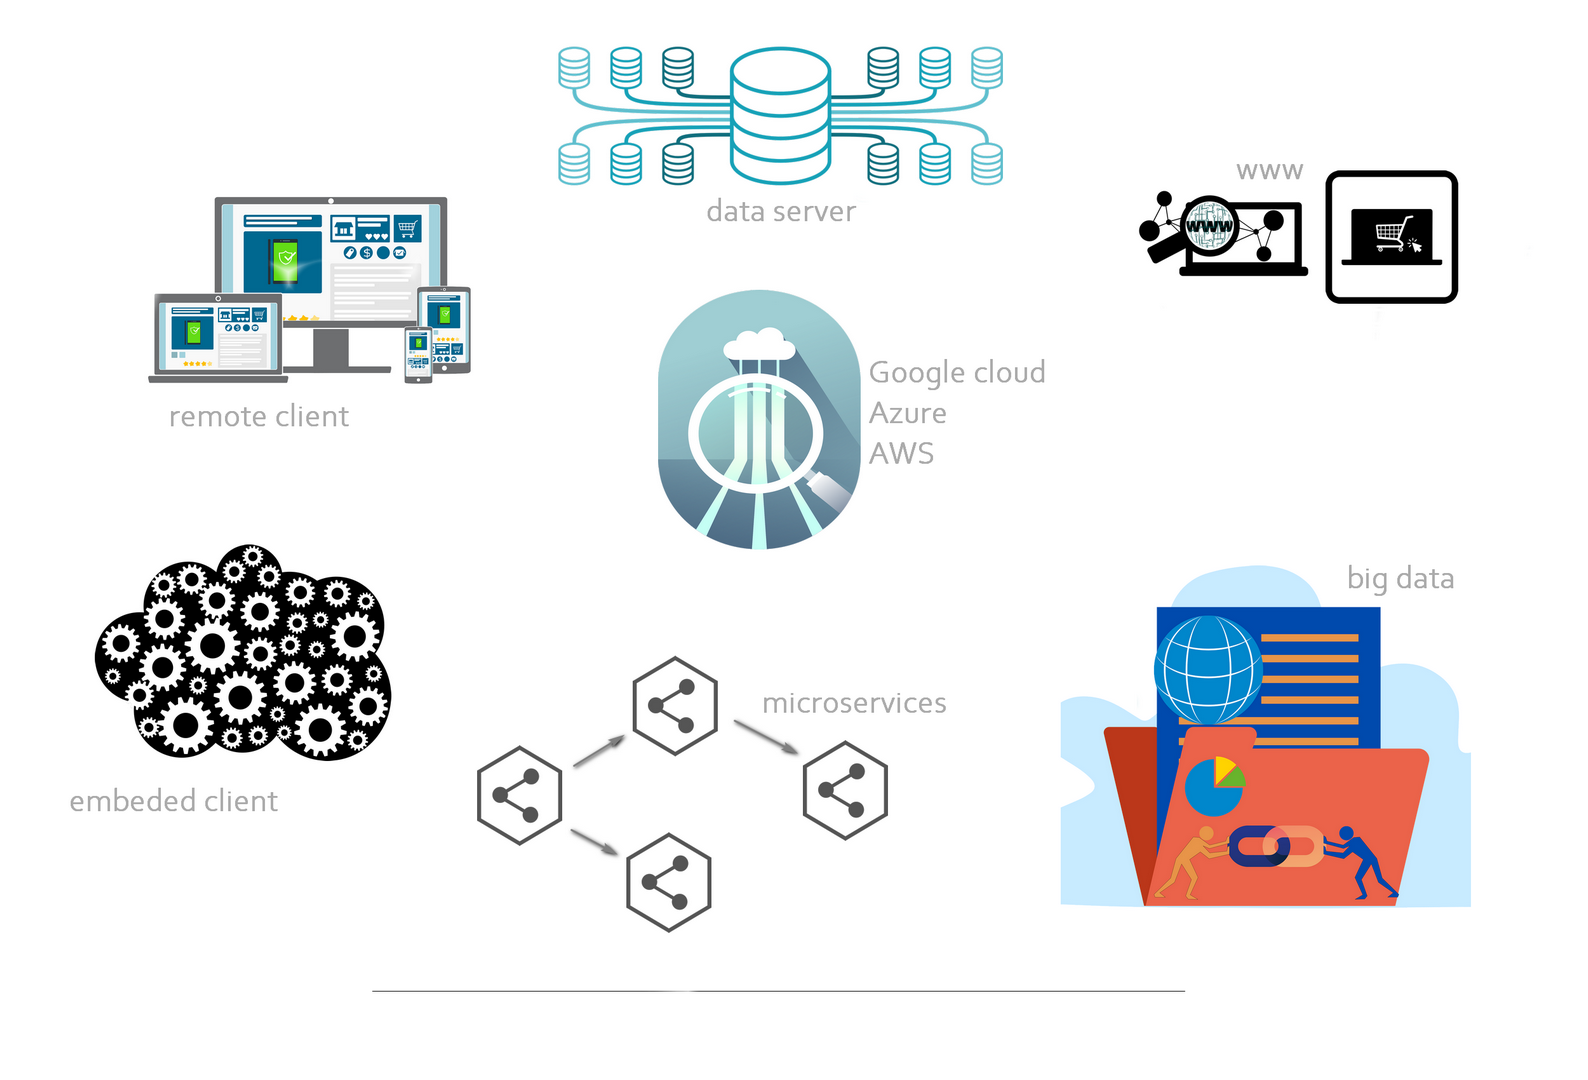 data server
www
www
remote client
Google cloud
Azure
AWS
big data
microservices
embeded client